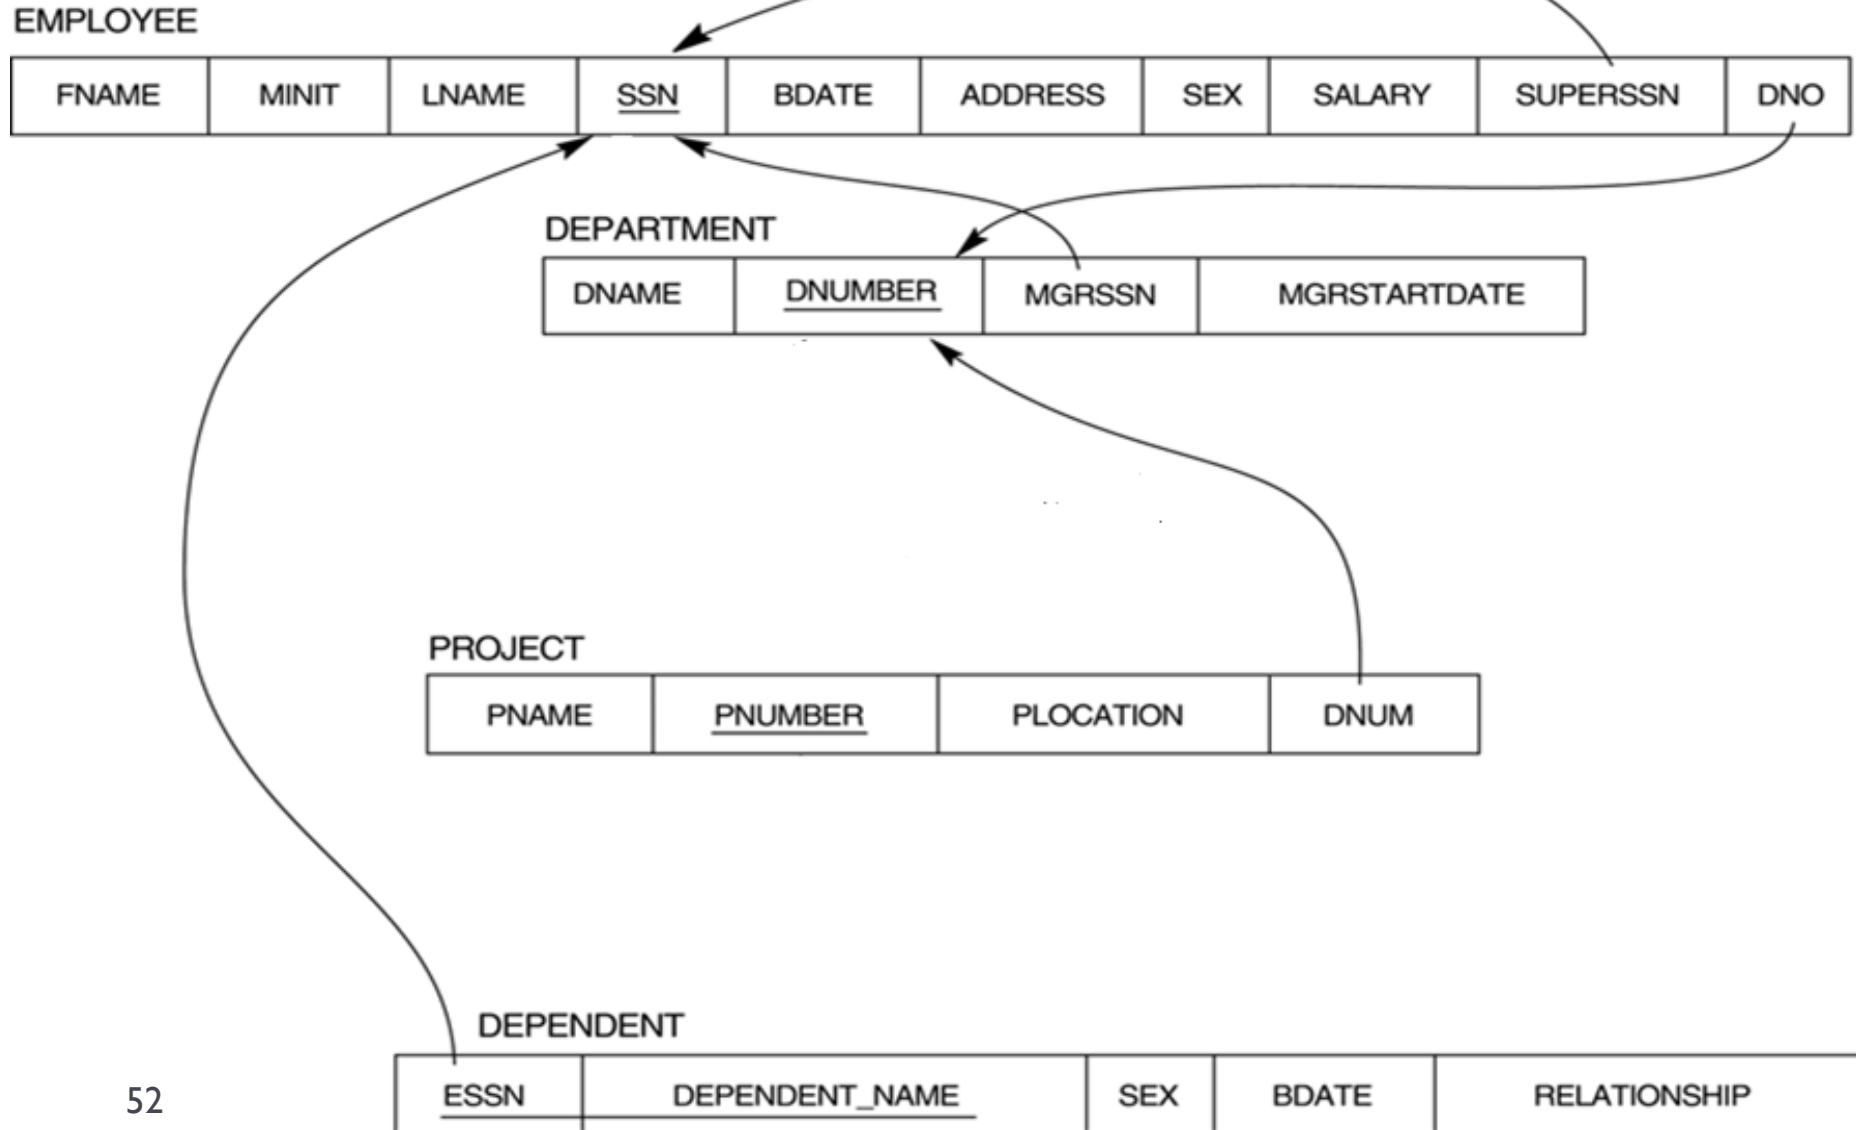 EMPLOYEE
FNAME MINIT LNAME SSN BDATE ADDRESS SEX SALARY SUPERSSN DNO
DEPARTMENT
DNAME DNUMBER MGRSSN MGRSTARTDATE
PROJECT
PNAME PNUMBER PLOCATION DNUM
DEPENDENT
ESSN DEPENDENT_NAME SEX BDATE RELATIONSHIP
52